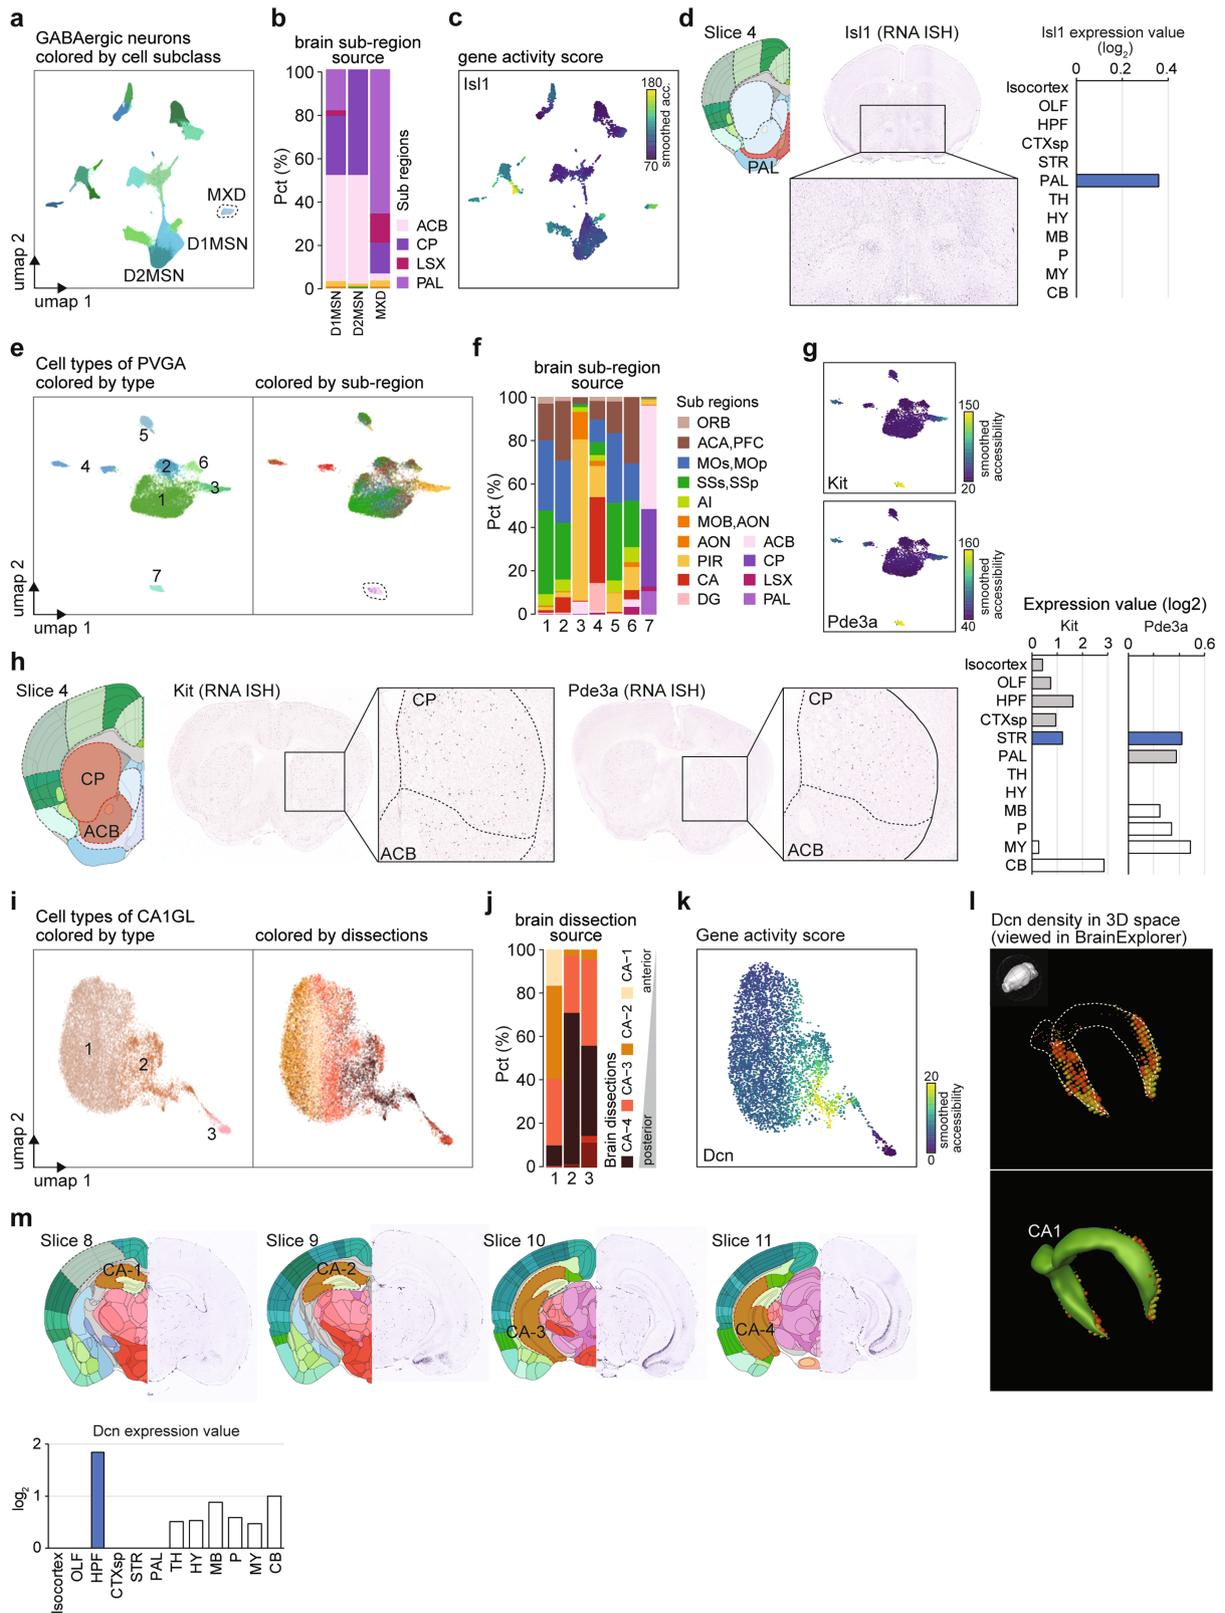 a
GABAergic neurons
colored by cell subclass
MXD
D1MSN
D2MSN
umap 2
umap 1
b
brain sub-region
source
100
80
60
40
20
0
Pct (%)
D1MSN
D2MSN
MXD
Sub regions
ACB
CP
LSX
PAL
c
gene activity score
Isl1
180
70
smoothed acc.
d
Slice 4
PAL
Isl1 (RNA ISH)
Isl1 expression value
(log2)
0 0.2 0.4
Isocortex
OLF
HPF
CTXsp
STR
PAL
TH
HY
MB
P
MY
CB
e
Cell types of PVGA
colored by type
colored by sub-region
5
4
2
6
3
1
7
umap 2
umap 1
f
brain sub-region
source
100
80
60
40
20
0
Pct (%)
1 2 3 4 5 6 7
Sub regions
ORB
ACA,PFC
MOs,MOp
SSs,SSp
AI
MOB,AON
AON ACB
PIR CP
CA LSX
DG PAL
g
Kit
150
20
smoothed
accessibility
Pde3a
160
40
smoothed
accessibility
h
Slice 4
CP
ACB
Kit (RNA ISH)
CP
ACB
Pde3a (RNA ISH)
CP
ACB
Expression value (log2)
Kit Pde3a
0 1 2 3 0 0.6
Isocortex
OLF
HPF
CTXsp
STR
PAL
TH
HY
MB
P
MY
CB
i
Cell types of CA1GL
colored by type
colored by dissections
1
2
3
umap 2
umap 1
j
brain dissection
source
100
80
60
40
20
0
Pct (%)
1 2 3
Brain dissections
CA−4 CA−3 CA−2 CA−1
posterior anterior
k
Gene activity score
Dcn
20
0
smoothed
accessibility
l
Dcn density in 3D space
(viewed in BrainExplorer)
CA1
m
Slice 8
CA-1
Slice 9
CA-2
Slice 10
CA-3
Slice 11
CA-4
Dcn expression value
2
1
0
log2
Isocortex
OLF
HPF
CTXsp
STR
PAL
TH
HY
MB
P
MY
CB